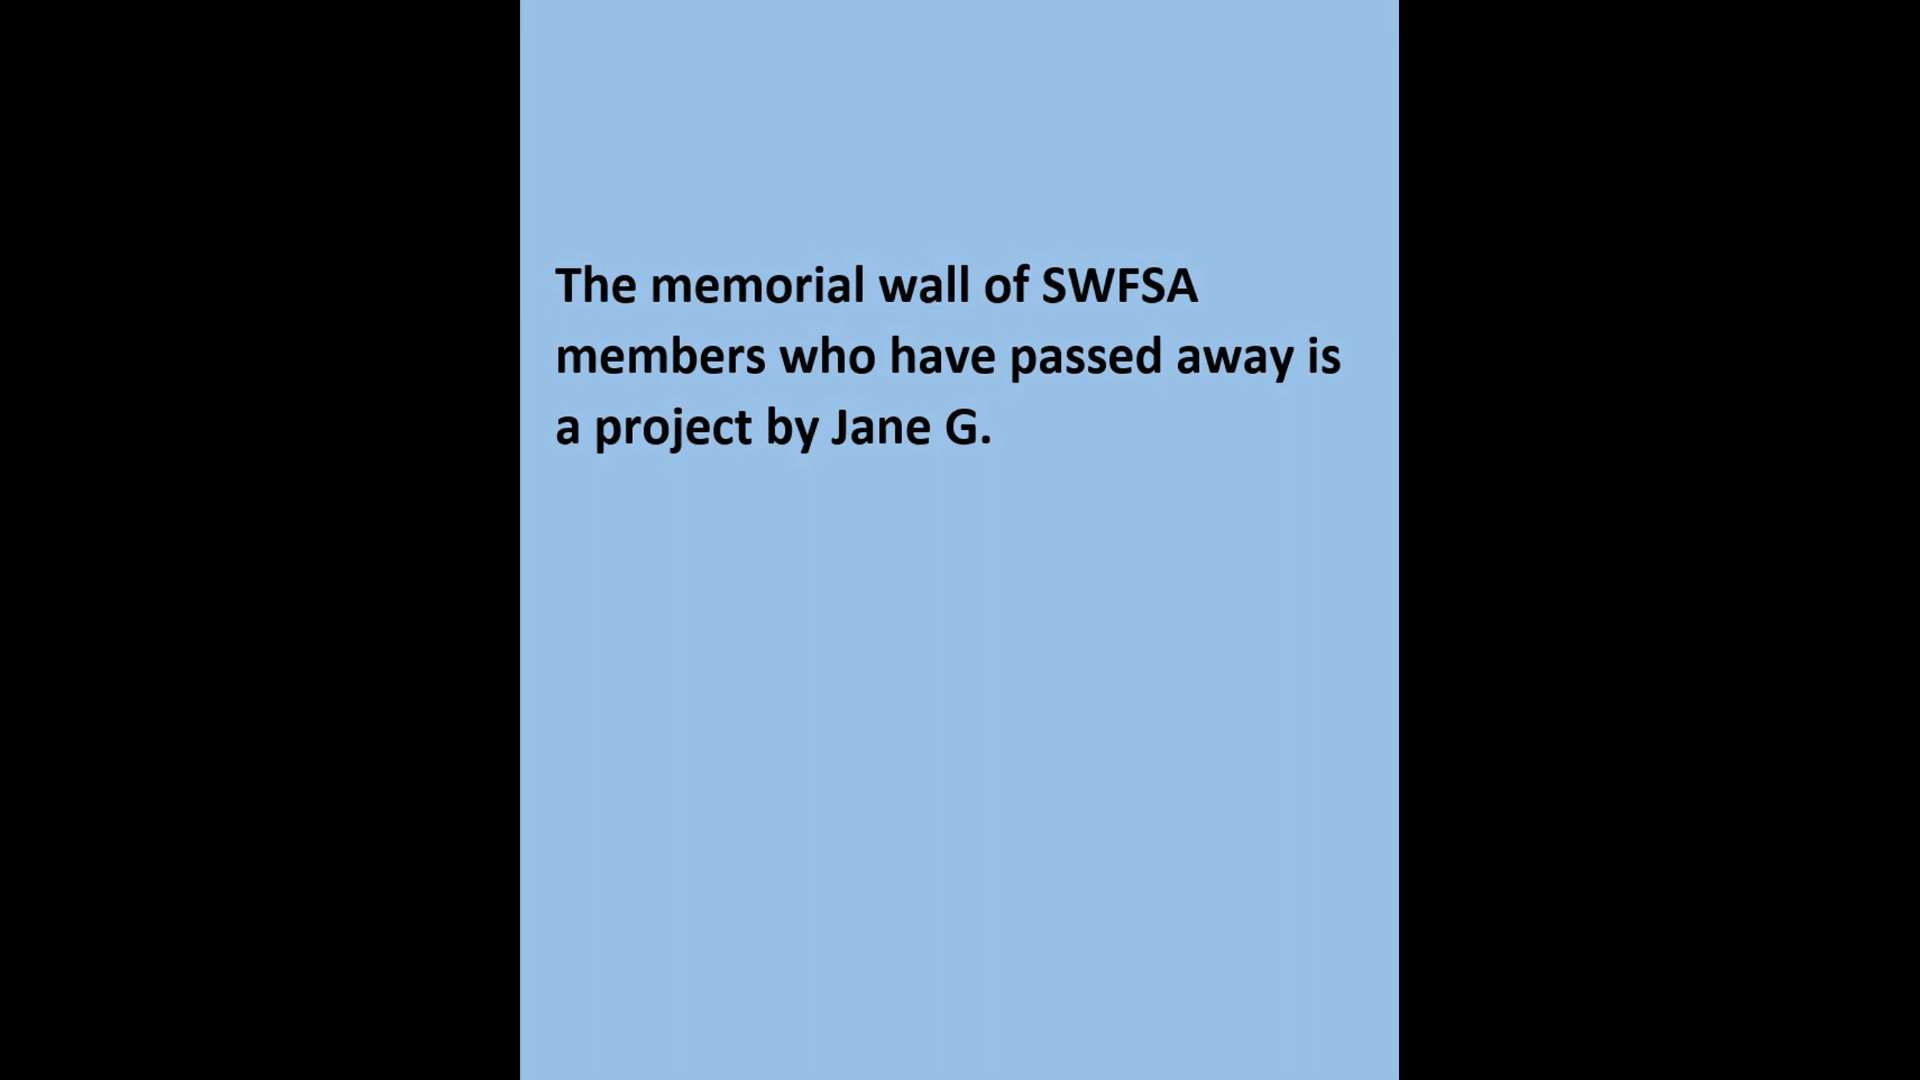 The memorial wall of SWFSA
members who have passed away is
a project by Jane G.